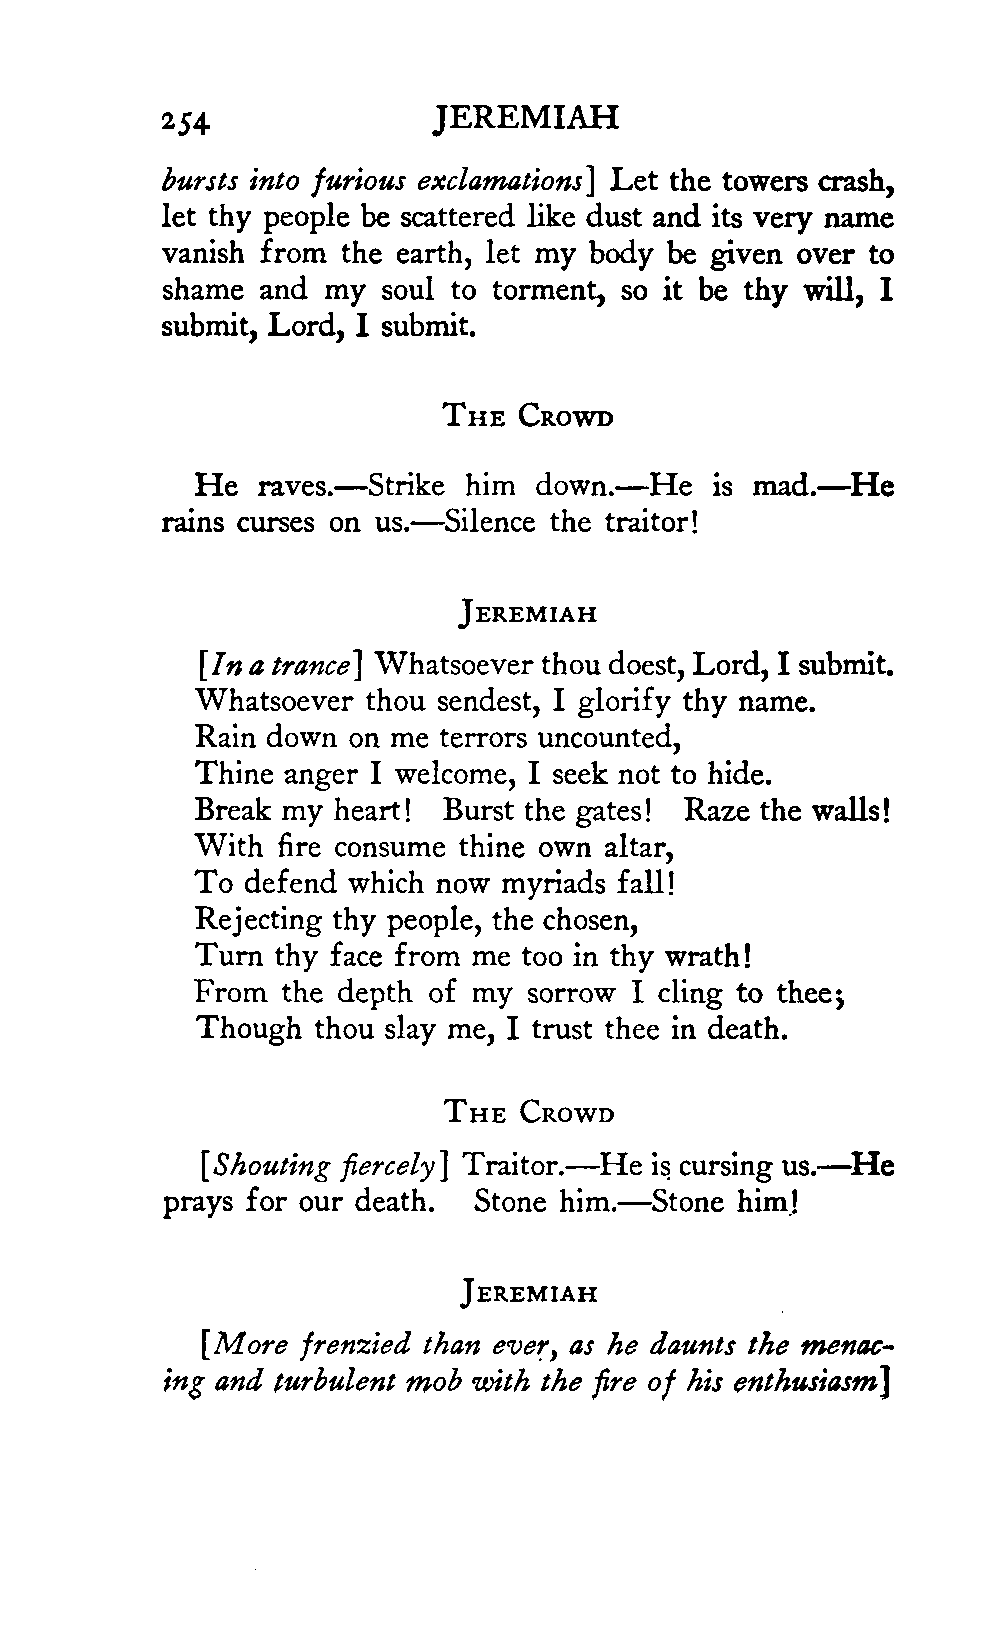 254 JEREMIAH
bursts into furious exclamations] Let the towers crash,
let thy people be scattered like dust and its very name
vanish from the earth, let my body be given over to
shame and my soul to torment, so it be thy will, I
submit, Lord, I submit.
THE CROWD
He raves.—Strike him down.—He is mad.—He
rains curses on us.—Silence the traitor!
JEREMIAH
[In a trance] Whatsoever thou doest, Lord, I submit.
Whatsoever thou sendest, I glorify thy name.
Rain down on me terrors uncounted,
Thine anger I welcome, I seek not to hide.
Break my heart! Burst the gates! Raze the walls!
With fire consume thine own altar,
To defend which now myriads fall!
Rejecting thy people, the chosen,
Turn thy face from me too in thy wrath!
From the depth of my sorrow I cling to thee;
Though thou slay me, I trust thee in death.
THE CROWD
[Shouting fiercely] Traitor.—He is cursing us.—He
prays for our death. Stone him.—Stone him!
JEREMIAH
[More frenzied than ever, as he daunts the menac-
ing and turbulent mob with the fire of his enthusiasm]